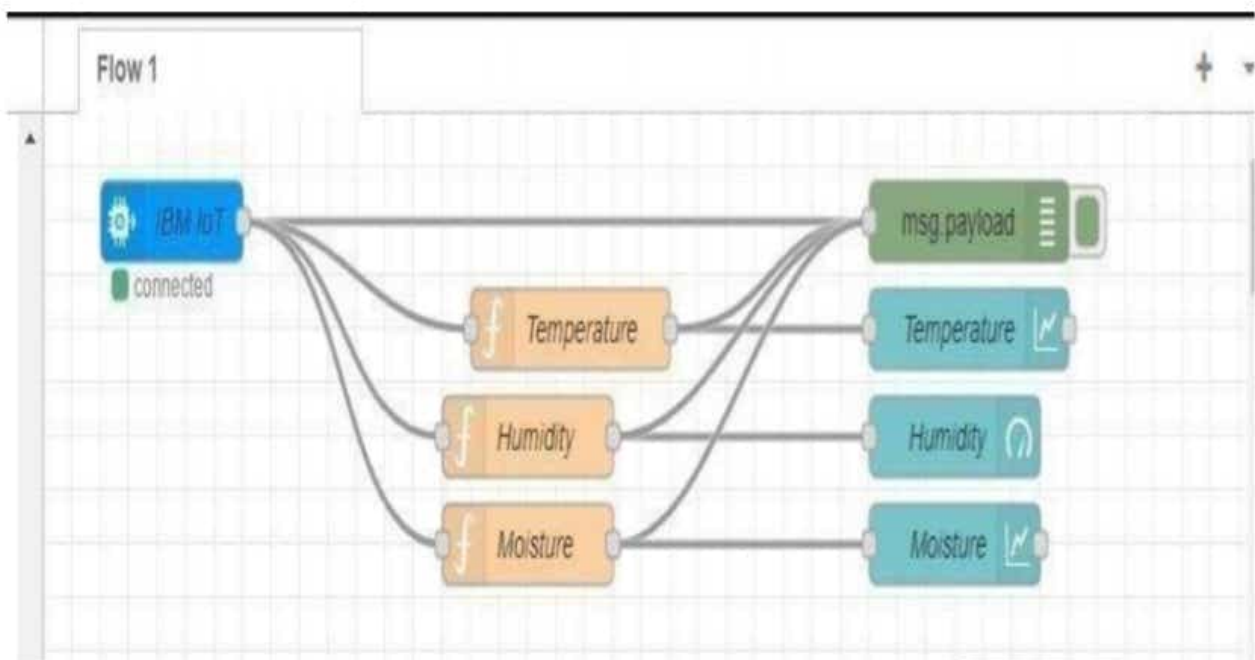 Flow 1
IBM IoT
msg.payload
connected
Temperature
Temperature
Humidity
Humidity
Moisture
Moisture